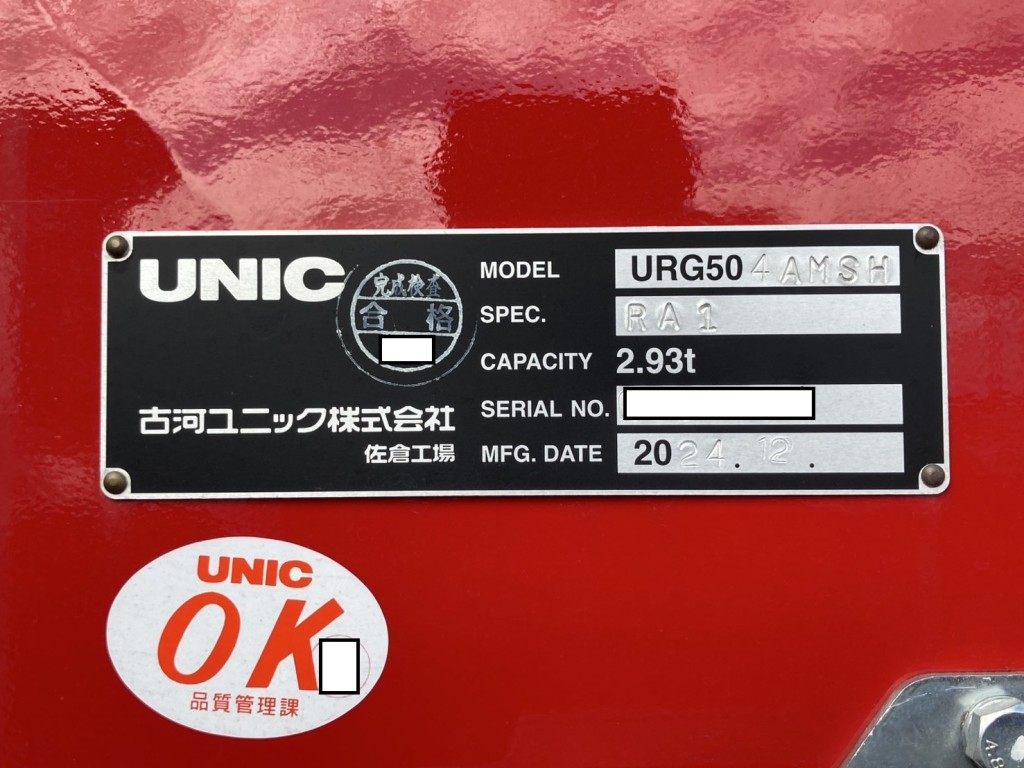 UNIC
完成検査
合格
古河ユニック株式会社
佐倉工場
MODEL URG504AMSH
SPEC. RA1
CAPACITY 2.93t
SERIAL NO.
MFG. DATE 2024.12.
UNIC
OK
品質管理課
A.8